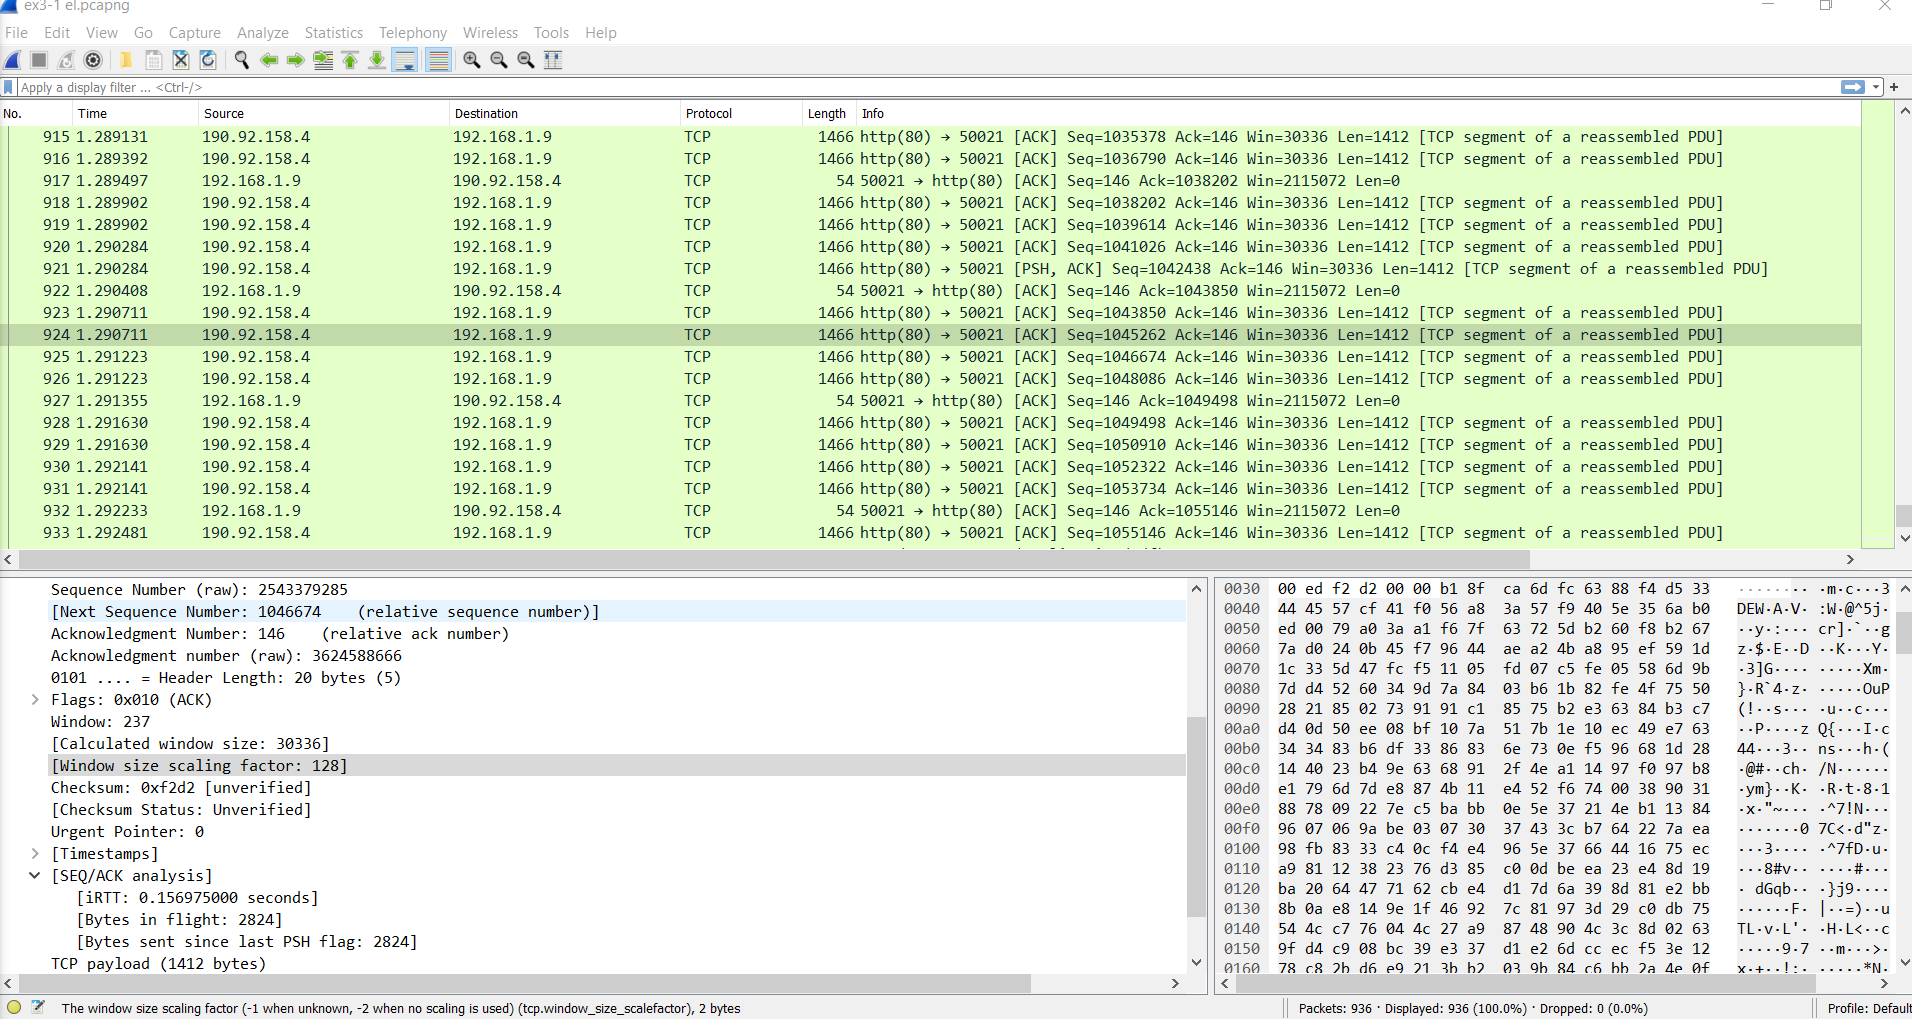 ex3-1 el.pcapng
File Edit View Go Capture Analyze Statistics Telephony Wireless Tools Help
Apply a display filter ... <Ctrl-/>
No. Time Source Destination Protocol Length Info
915 1.289131 190.92.158.4 192.168.1.9 TCP 1466 http(80) → 50021 [ACK] Seq=1035378 Ack=146 Win=30336 Len=1412 [TCP segment of a reassembled PDU]
916 1.289392 190.92.158.4 192.168.1.9 TCP 1466 http(80) → 50021 [ACK] Seq=1036790 Ack=146 Win=30336 Len=1412 [TCP segment of a reassembled PDU]
917 1.289497 192.168.1.9 190.92.158.4 TCP 54 50021 → http(80) [ACK] Seq=146 Ack=1038202 Win=2115072 Len=0
918 1.289902 190.92.158.4 192.168.1.9 TCP 1466 http(80) → 50021 [ACK] Seq=1038202 Ack=146 Win=30336 Len=1412 [TCP segment of a reassembled PDU]
919 1.289902 190.92.158.4 192.168.1.9 TCP 1466 http(80) → 50021 [ACK] Seq=1039614 Ack=146 Win=30336 Len=1412 [TCP segment of a reassembled PDU]
920 1.290284 190.92.158.4 192.168.1.9 TCP 1466 http(80) → 50021 [ACK] Seq=1041026 Ack=146 Win=30336 Len=1412 [TCP segment of a reassembled PDU]
921 1.290284 190.92.158.4 192.168.1.9 TCP 1466 http(80) → 50021 [PSH, ACK] Seq=1042438 Ack=146 Win=30336 Len=1412 [TCP segment of a reassembled PDU]
922 1.290408 192.168.1.9 190.92.158.4 TCP 54 50021 → http(80) [ACK] Seq=146 Ack=1043850 Win=2115072 Len=0
923 1.290711 190.92.158.4 192.168.1.9 TCP 1466 http(80) → 50021 [ACK] Seq=1043850 Ack=146 Win=30336 Len=1412 [TCP segment of a reassembled PDU]
924 1.290711 190.92.158.4 192.168.1.9 TCP 1466 http(80) → 50021 [ACK] Seq=1045262 Ack=146 Win=30336 Len=1412 [TCP segment of a reassembled PDU]
925 1.291223 190.92.158.4 192.168.1.9 TCP 1466 http(80) → 50021 [ACK] Seq=1046674 Ack=146 Win=30336 Len=1412 [TCP segment of a reassembled PDU]
926 1.291223 190.92.158.4 192.168.1.9 TCP 1466 http(80) → 50021 [ACK] Seq=1048086 Ack=146 Win=30336 Len=1412 [TCP segment of a reassembled PDU]
927 1.291355 192.168.1.9 190.92.158.4 TCP 54 50021 → http(80) [ACK] Seq=146 Ack=1049498 Win=2115072 Len=0
928 1.291630 190.92.158.4 192.168.1.9 TCP 1466 http(80) → 50021 [ACK] Seq=1049498 Ack=146 Win=30336 Len=1412 [TCP segment of a reassembled PDU]
929 1.291630 190.92.158.4 192.168.1.9 TCP 1466 http(80) → 50021 [ACK] Seq=1050910 Ack=146 Win=30336 Len=1412 [TCP segment of a reassembled PDU]
930 1.292141 190.92.158.4 192.168.1.9 TCP 1466 http(80) → 50021 [ACK] Seq=1052322 Ack=146 Win=30336 Len=1412 [TCP segment of a reassembled PDU]
931 1.292141 190.92.158.4 192.168.1.9 TCP 1466 http(80) → 50021 [ACK] Seq=1053734 Ack=146 Win=30336 Len=1412 [TCP segment of a reassembled PDU]
932 1.292233 192.168.1.9 190.92.158.4 TCP 54 50021 → http(80) [ACK] Seq=146 Ack=1055146 Win=2115072 Len=0
933 1.292481 190.92.158.4 192.168.1.9 TCP 1466 http(80) → 50021 [ACK] Seq=1055146 Ack=146 Win=30336 Len=1412 [TCP segment of a reassembled PDU]
Sequence Number (raw): 2543379285
[Next Sequence Number: 1046674 (relative sequence number)]
Acknowledgment Number: 146 (relative ack number)
Acknowledgment number (raw): 3624588666
0101 .... = Header Length: 20 bytes (5)
Flags: 0x010 (ACK)
Window: 237
[Calculated window size: 30336]
[Window size scaling factor: 128]
Checksum: 0xf2d2 [unverified]
[Checksum Status: Unverified]
Urgent Pointer: 0
[Timestamps]
[SEQ/ACK analysis]
[iRTT: 0.156975000 seconds]
[Bytes in flight: 2824]
[Bytes sent since last PSH flag: 2824]
TCP payload (1412 bytes)
0030 00 ed f2 d2 00 00 b1 8f ca 6d fc 63 88 f4 d5 33 ········ ·m·c···3
0040 44 45 57 cf 41 f0 56 a8 3a 57 f9 40 5e 35 6a b0 DEW·A·V· :W·@^5j·
0050 ed 00 79 a0 3a a1 f6 7f 63 72 5d b2 60 f8 b2 67 ··y·:··· cr]·`··g
0060 7a d0 24 0b 45 f7 96 44 ae a2 4b a8 95 ef 59 1d z·$·E··D ··K···Y·
0070 1c 33 5d 47 fc f5 11 05 fd 07 c5 fe 05 58 6d 9b ·3]G···· ·····Xm·
0080 7d d4 52 60 34 9d 7a 84 03 b6 1b 82 fe 4f 75 50 }·R`4·z· ·····OuP
0090 28 21 85 02 73 91 91 c1 85 75 b2 e3 63 84 b3 c7 (!··s··· ·u··c···
00a0 d4 0d 50 ee 08 bf 10 7a 51 7b 1e 10 ec 49 e7 63 ··P····z Q{···I·c
00b0 34 34 83 b6 df 33 86 83 6e 73 0e f5 96 68 1d 28 44···3·· ns···h·(
00c0 14 40 23 b4 9e 63 68 91 2f 4e a1 14 97 f0 97 b8 ·@#··ch· /N······
00d0 e1 79 6d 7d e8 87 4b 11 e4 52 f6 74 00 38 90 31 ·ym}··K· ·R·t·8·1
00e0 88 78 09 22 7e c5 ba bb 0e 5e 37 21 4e b1 13 84 ·x·"~··· ·^7!N···
00f0 96 07 06 9a be 03 07 30 37 43 3c b7 64 22 7a ea ·······0 7C<·d"z·
0100 98 fb 83 33 c4 0c f4 e4 96 5e 37 66 44 16 75 ec ···3···· ·^7fD·u·
0110 a9 81 12 38 23 76 d3 85 c0 0d be ea 23 e4 8d 19 ···8#v·· ····#···
0120 ba 20 64 47 71 62 cb e4 d1 7d 6a 39 8d 81 e2 bb · dGqb·· ·}j9····
0130 8b 0a e8 14 9e 1f 46 92 7c 81 97 3d 29 c0 db 75 ······F· |··=)··u
0140 54 4c c7 76 04 4c 27 a9 87 48 90 4c 3c 8d 02 63 TL·v·L'· ·H·L<··c
0150 9f d4 c9 08 bc 39 e3 37 d1 e2 6d cc ec f5 3e 12 ·····9·7 ··m···>·
0160 78 c8 2b d6 e9 21 3b b2 03 9b 84 c6 bb 2a 4e 0f x·+··!;· ·····*N·
The window size scaling factor (-1 when unknown, -2 when no scaling is used) (tcp.window_size_scalefactor), 2 bytes
Packets: 936 · Displayed: 936 (100.0%) · Dropped: 0 (0.0%)
Profile: Default